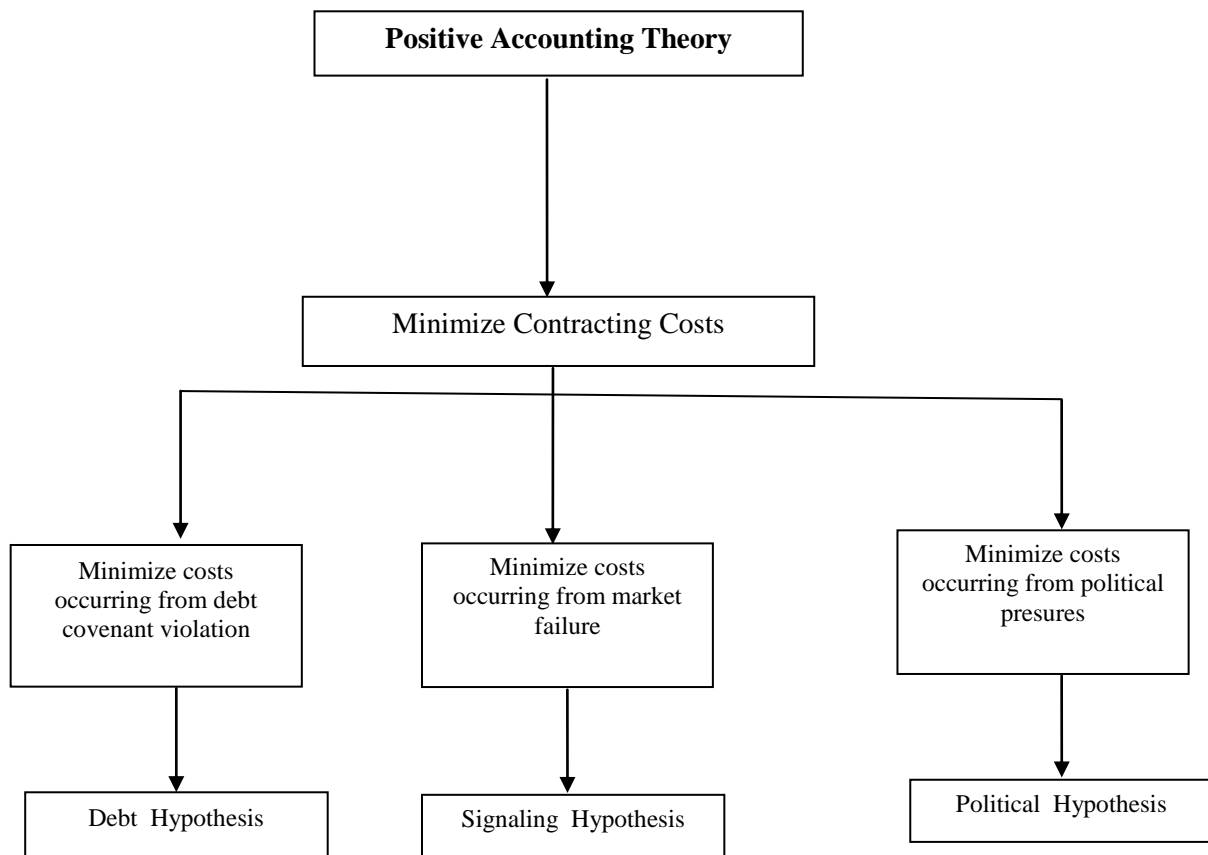 Positive Accounting Theory
Minimize Contracting Costs
Minimize costs
occurring from debt
covenant violation
Minimize costs
occurring from market
failure
Minimize costs
occurring from political
presures
Debt Hypothesis
Signaling Hypothesis
Political Hypothesis